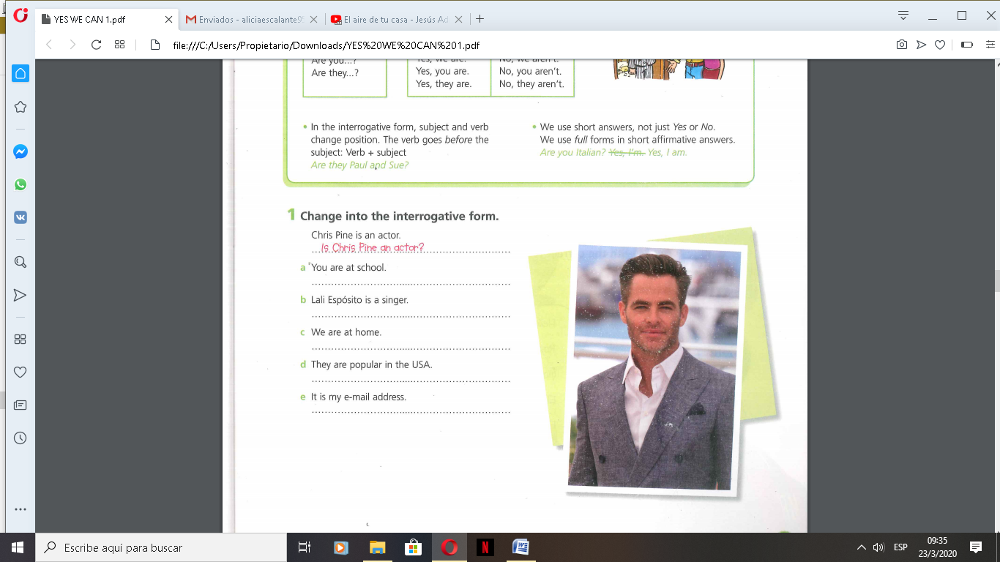 YES WE CAN 1.pdf
Enviados - aliciaescalante9
El aire de tu casa - Jesús Ad
file:///C:/Users/Propietario/Downloads/YES%20WE%20CAN%201.pdf
Are you...?
Are they...?
Yes, we are.
Yes, you are.
Yes, they are.
No, we aren't.
No, you aren't.
No, they aren't.
• In the interrogative form, subject and verb
change position. The verb goes before the
subject: Verb + subject
Are they Paul and Sue?
• We use short answers, not just Yes or No.
We use full forms in short affirmative answers.
Are you Italian? Yes, I'm. Yes, I am.
1 Change into the interrogative form.
Chris Pine is an actor.
Is Chris Pine an actor?
a You are at school.
b Lali Espósito is a singer.
c We are at home.
d They are popular in the USA.
e It is my e-mail address.
Escribe aquí para buscar
ESP
09:35
23/3/2020